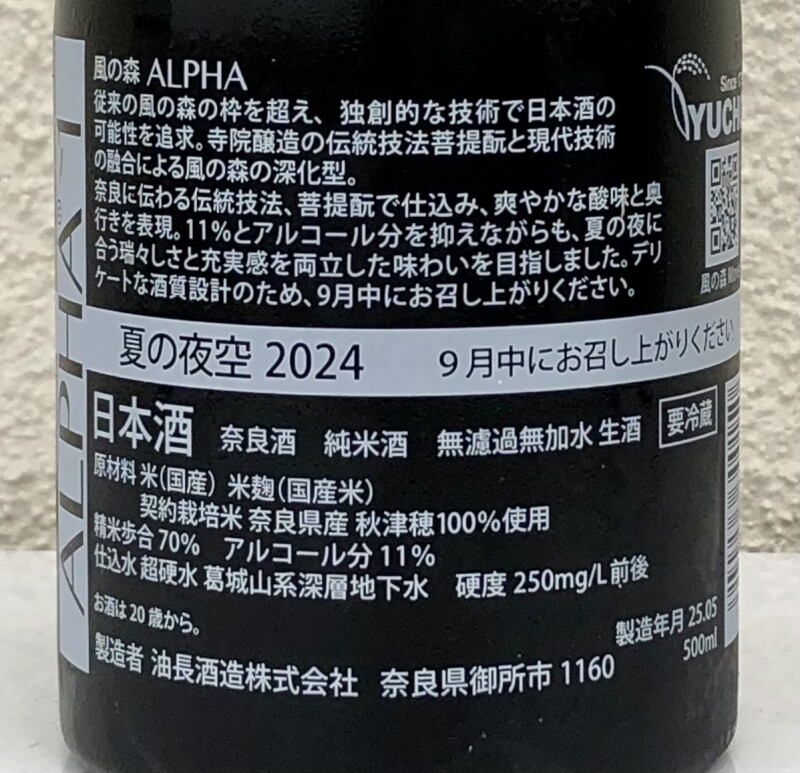 風の森 ALPHA
従来の風の森の枠を超え、独創的な技術で日本酒の
可能性を追求。寺院醸造の伝統技法菩提酛と現代技術
の融合による風の森の深化型。
奈良に伝わる伝統技法、菩提酛で仕込み、爽やかな酸味と奥
行きを表現。11%とアルコール分を抑えながらも、夏の夜に
合う瑞々しさと充実感を両立した味わいを目指しました。デリ
ケートな酒質設計のため、9月中にお召し上がりください。
Since
YUCH
風の森
ALPHA 1
夏の夜空 2024 9月中にお召し上がりください
日本酒 奈良酒 純米酒 無濾過無加水 生酒 要冷蔵
原材料 米(国産) 米麹(国産米)
契約栽培米 奈良県産 秋津穂100%使用
精米歩合 70% アルコール分 11%
仕込水 超硬水 葛城山系深層地下水 硬度 250mg/L前後
お酒は20歳から。
製造年月 25.05
500ml
製造者 油長酒造株式会社 奈良県御所市 1160